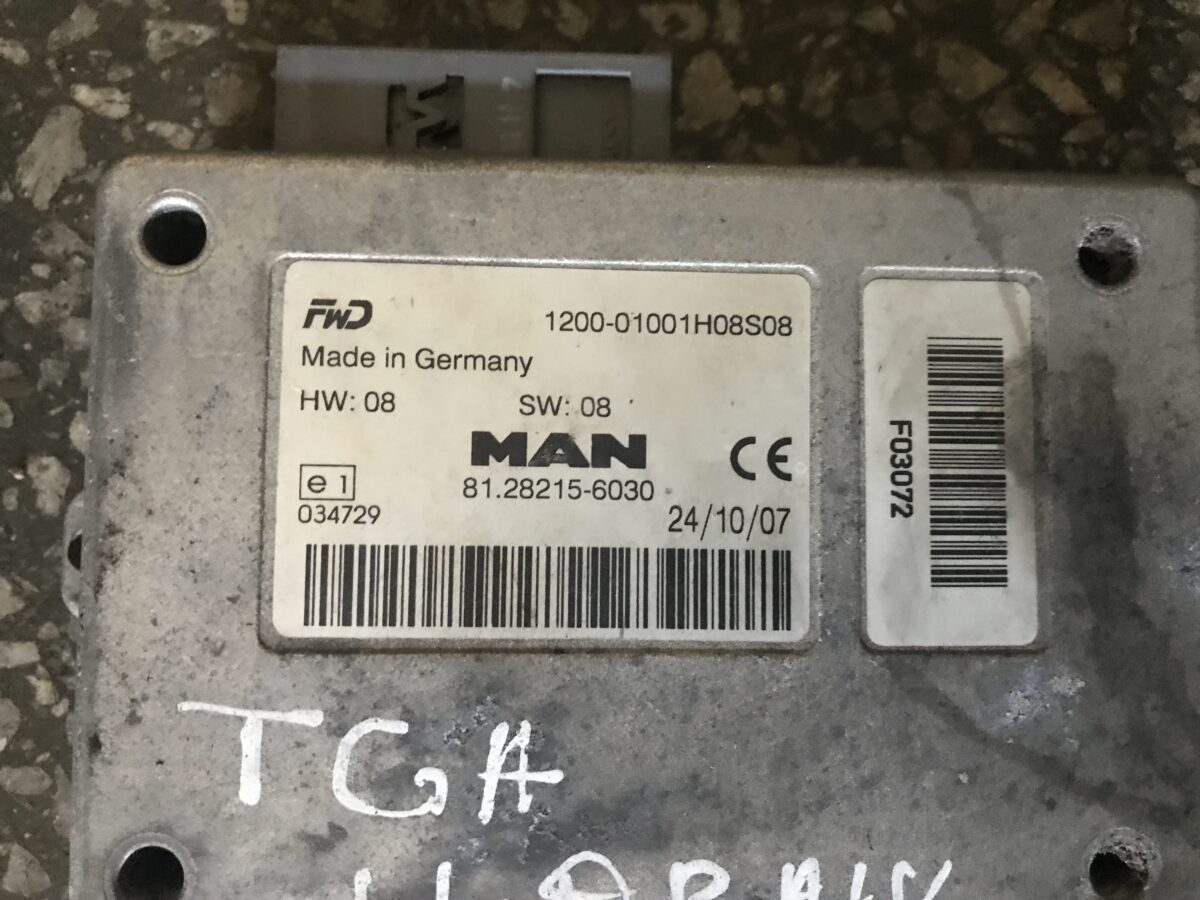 FWD
1200-01001H08S08
Made in Germany
HW: 08 SW: 08
MAN
CE
e1
81.28215-6030
034729
24/10/07
F03072
TGA